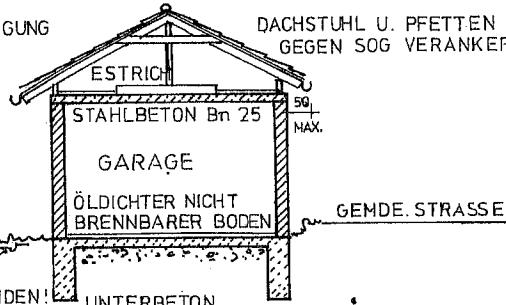 GUNG
DACHSTUHL U. PFETTEN
GEGEN SOG VERANKER
ESTRICH
50
MAX.
STAHLBETON Bn 25
GARAGE
ÖLDICHTER NICHT
BRENNBARER BODEN
GEMDE. STRASSE
DEN!
UNTERBETON